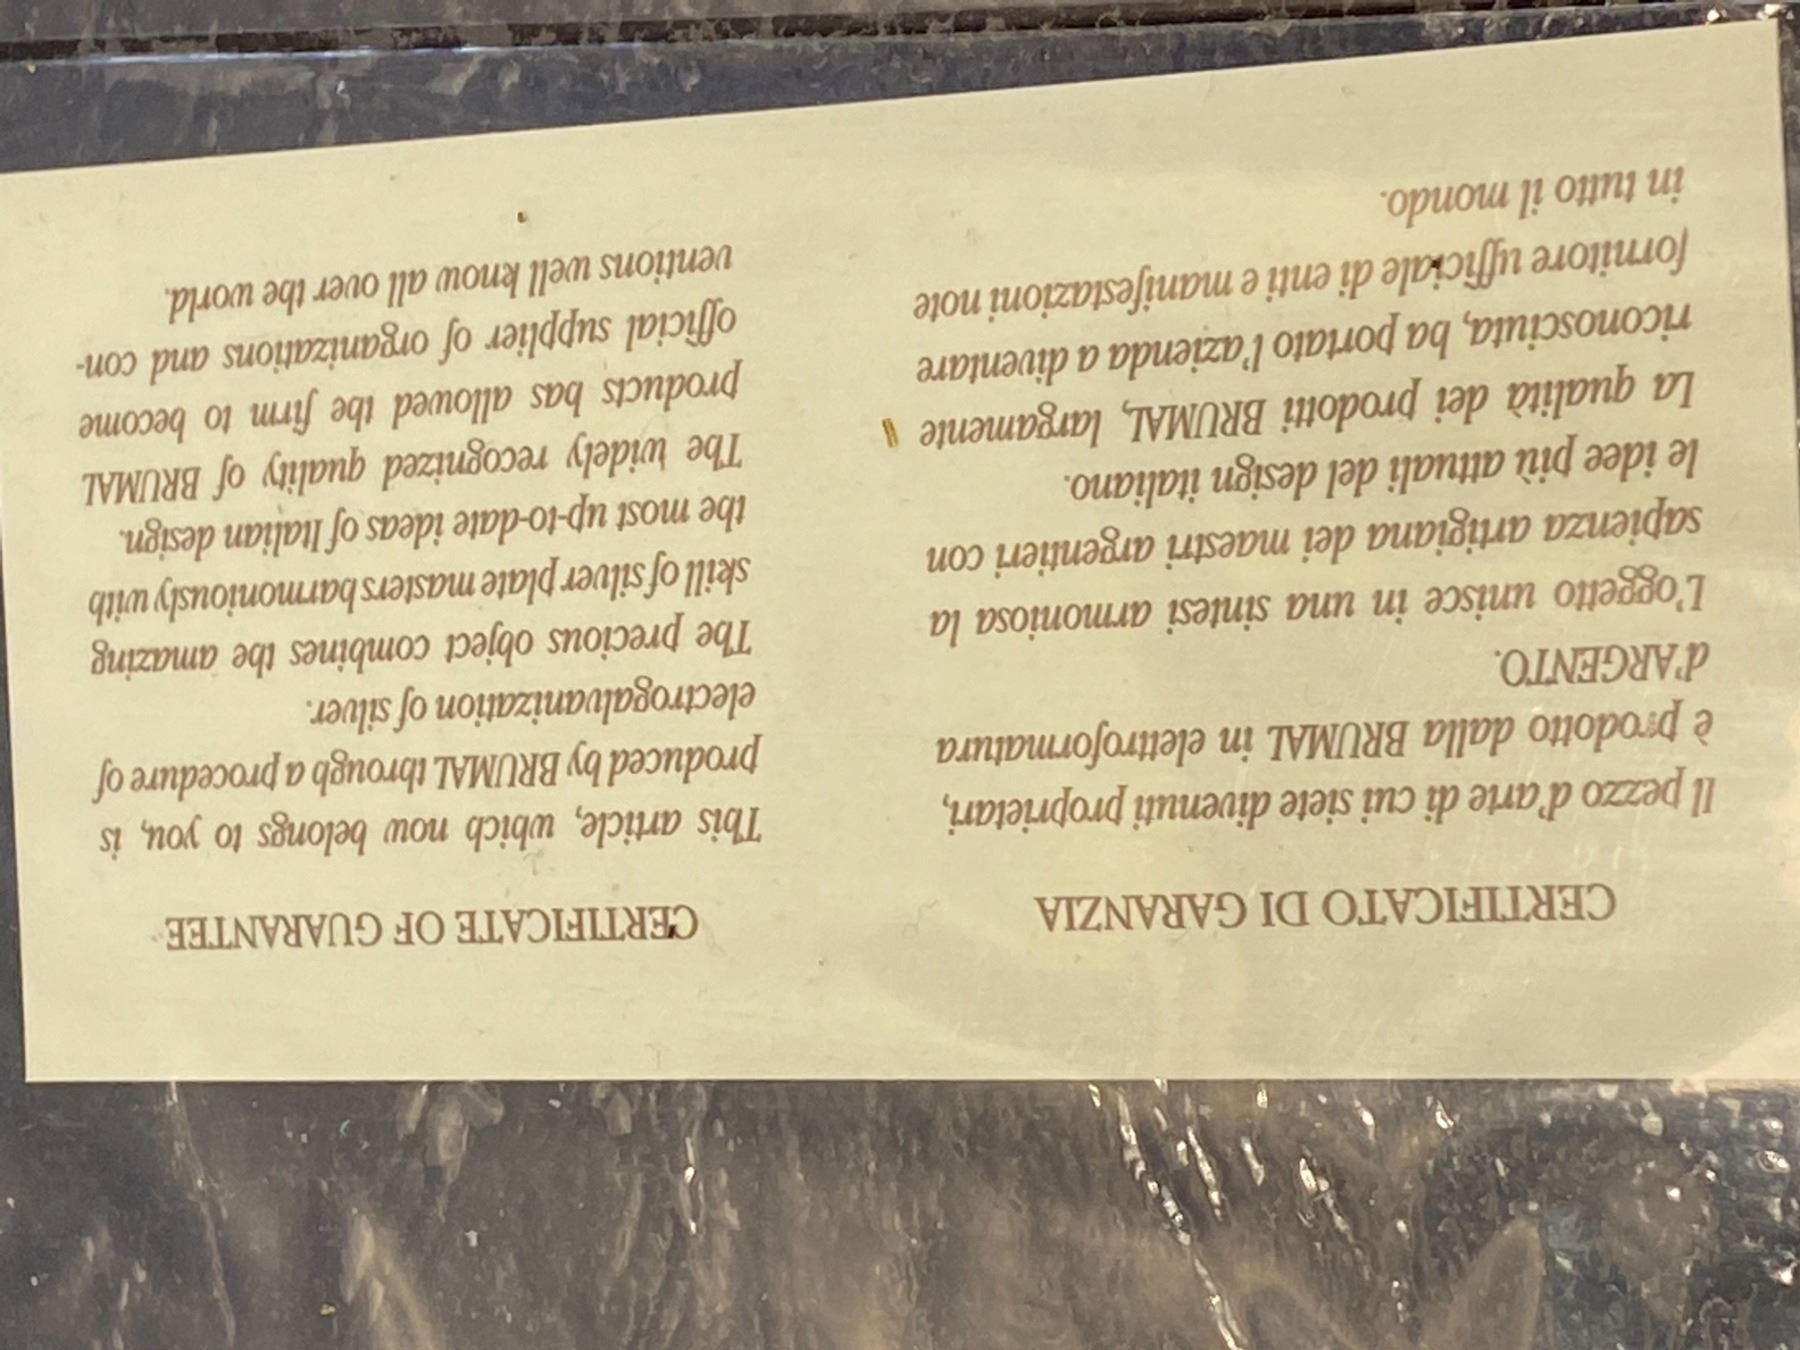 CERTIFICATO DI GARANZIA
Il pezzo d'arte di cui siete divenuti proprietari,
è prodotto dalla BRUMAL in elettroformatura
d'ARGENTO.
L'oggetto unisce in una sintesi armoniosa la
sapienza artigiana dei maestri argentieri con
le idee più attuali del design italiano.
La qualità dei prodotti BRUMAL, largamente
riconosciuta, ha portato l'azienda a diventare
fornitore ufficiale di enti e manifestazioni note
in tutto il mondo.
CERTIFICATE OF GUARANTEE
This article, which now belongs to you, is
produced by BRUMAL through a procedure of
electrogalvanization of silver.
The precious object combines the amazing
skill of silver plate masters harmoniously with
the most up-to-date ideas of Italian design.
The widely recognized quality of BRUMAL
products has allowed the firm to become
official supplier of organizations and con-
ventions well know all over the world.